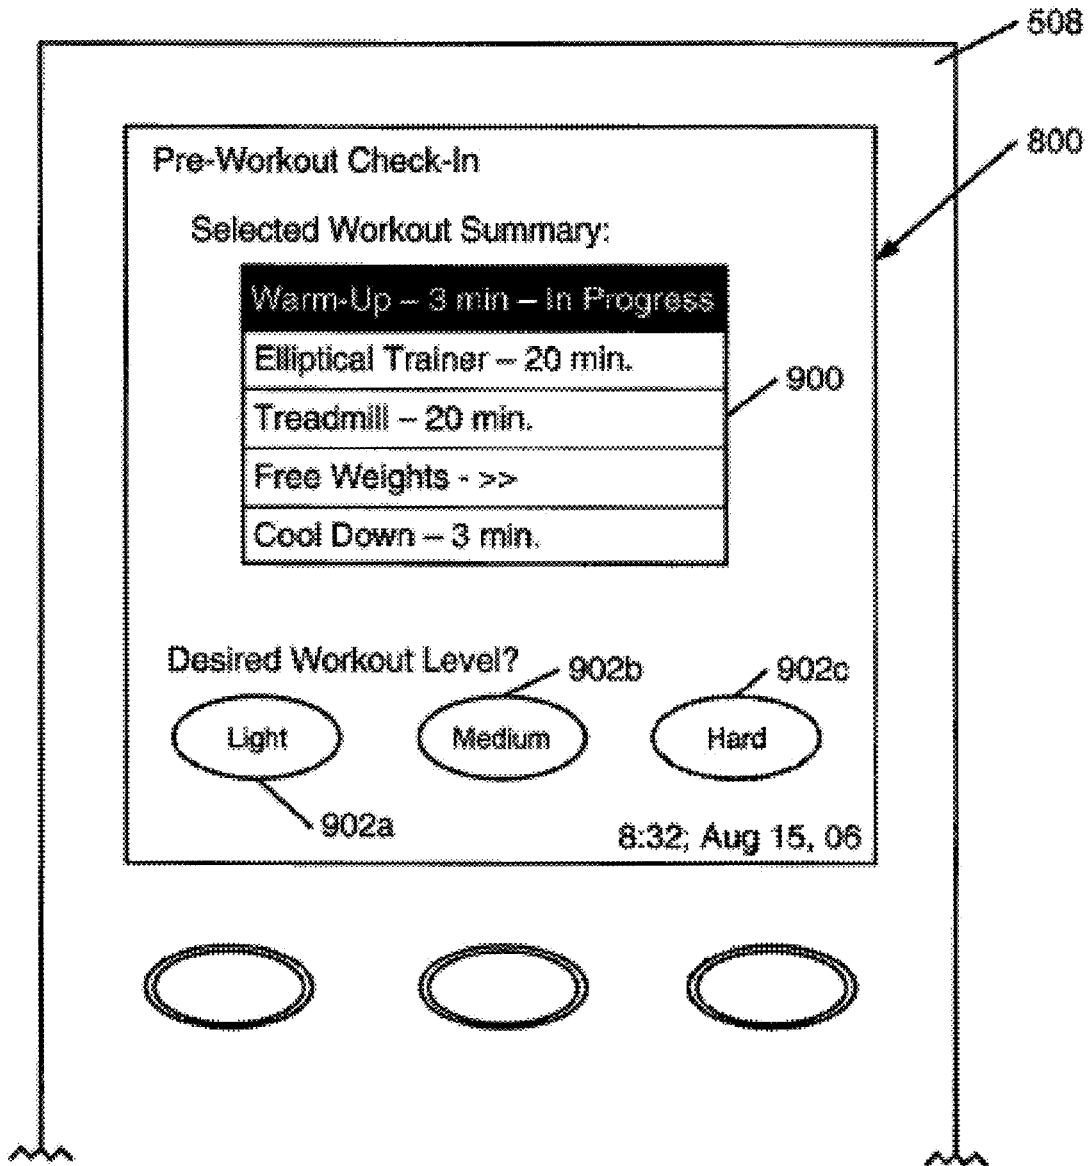 508
800
Pre-Workout Check-In
Selected Workout Summary:
Warm-Up – 3 min – In Progress
Elliptical Trainer – 20 min.
900
Treadmill – 20 min.
Free Weights - >>
Cool Down – 3 min.
Desired Workout Level?
902b
902c
Light
Medium
Hard
902a
8:32; Aug 15, 06